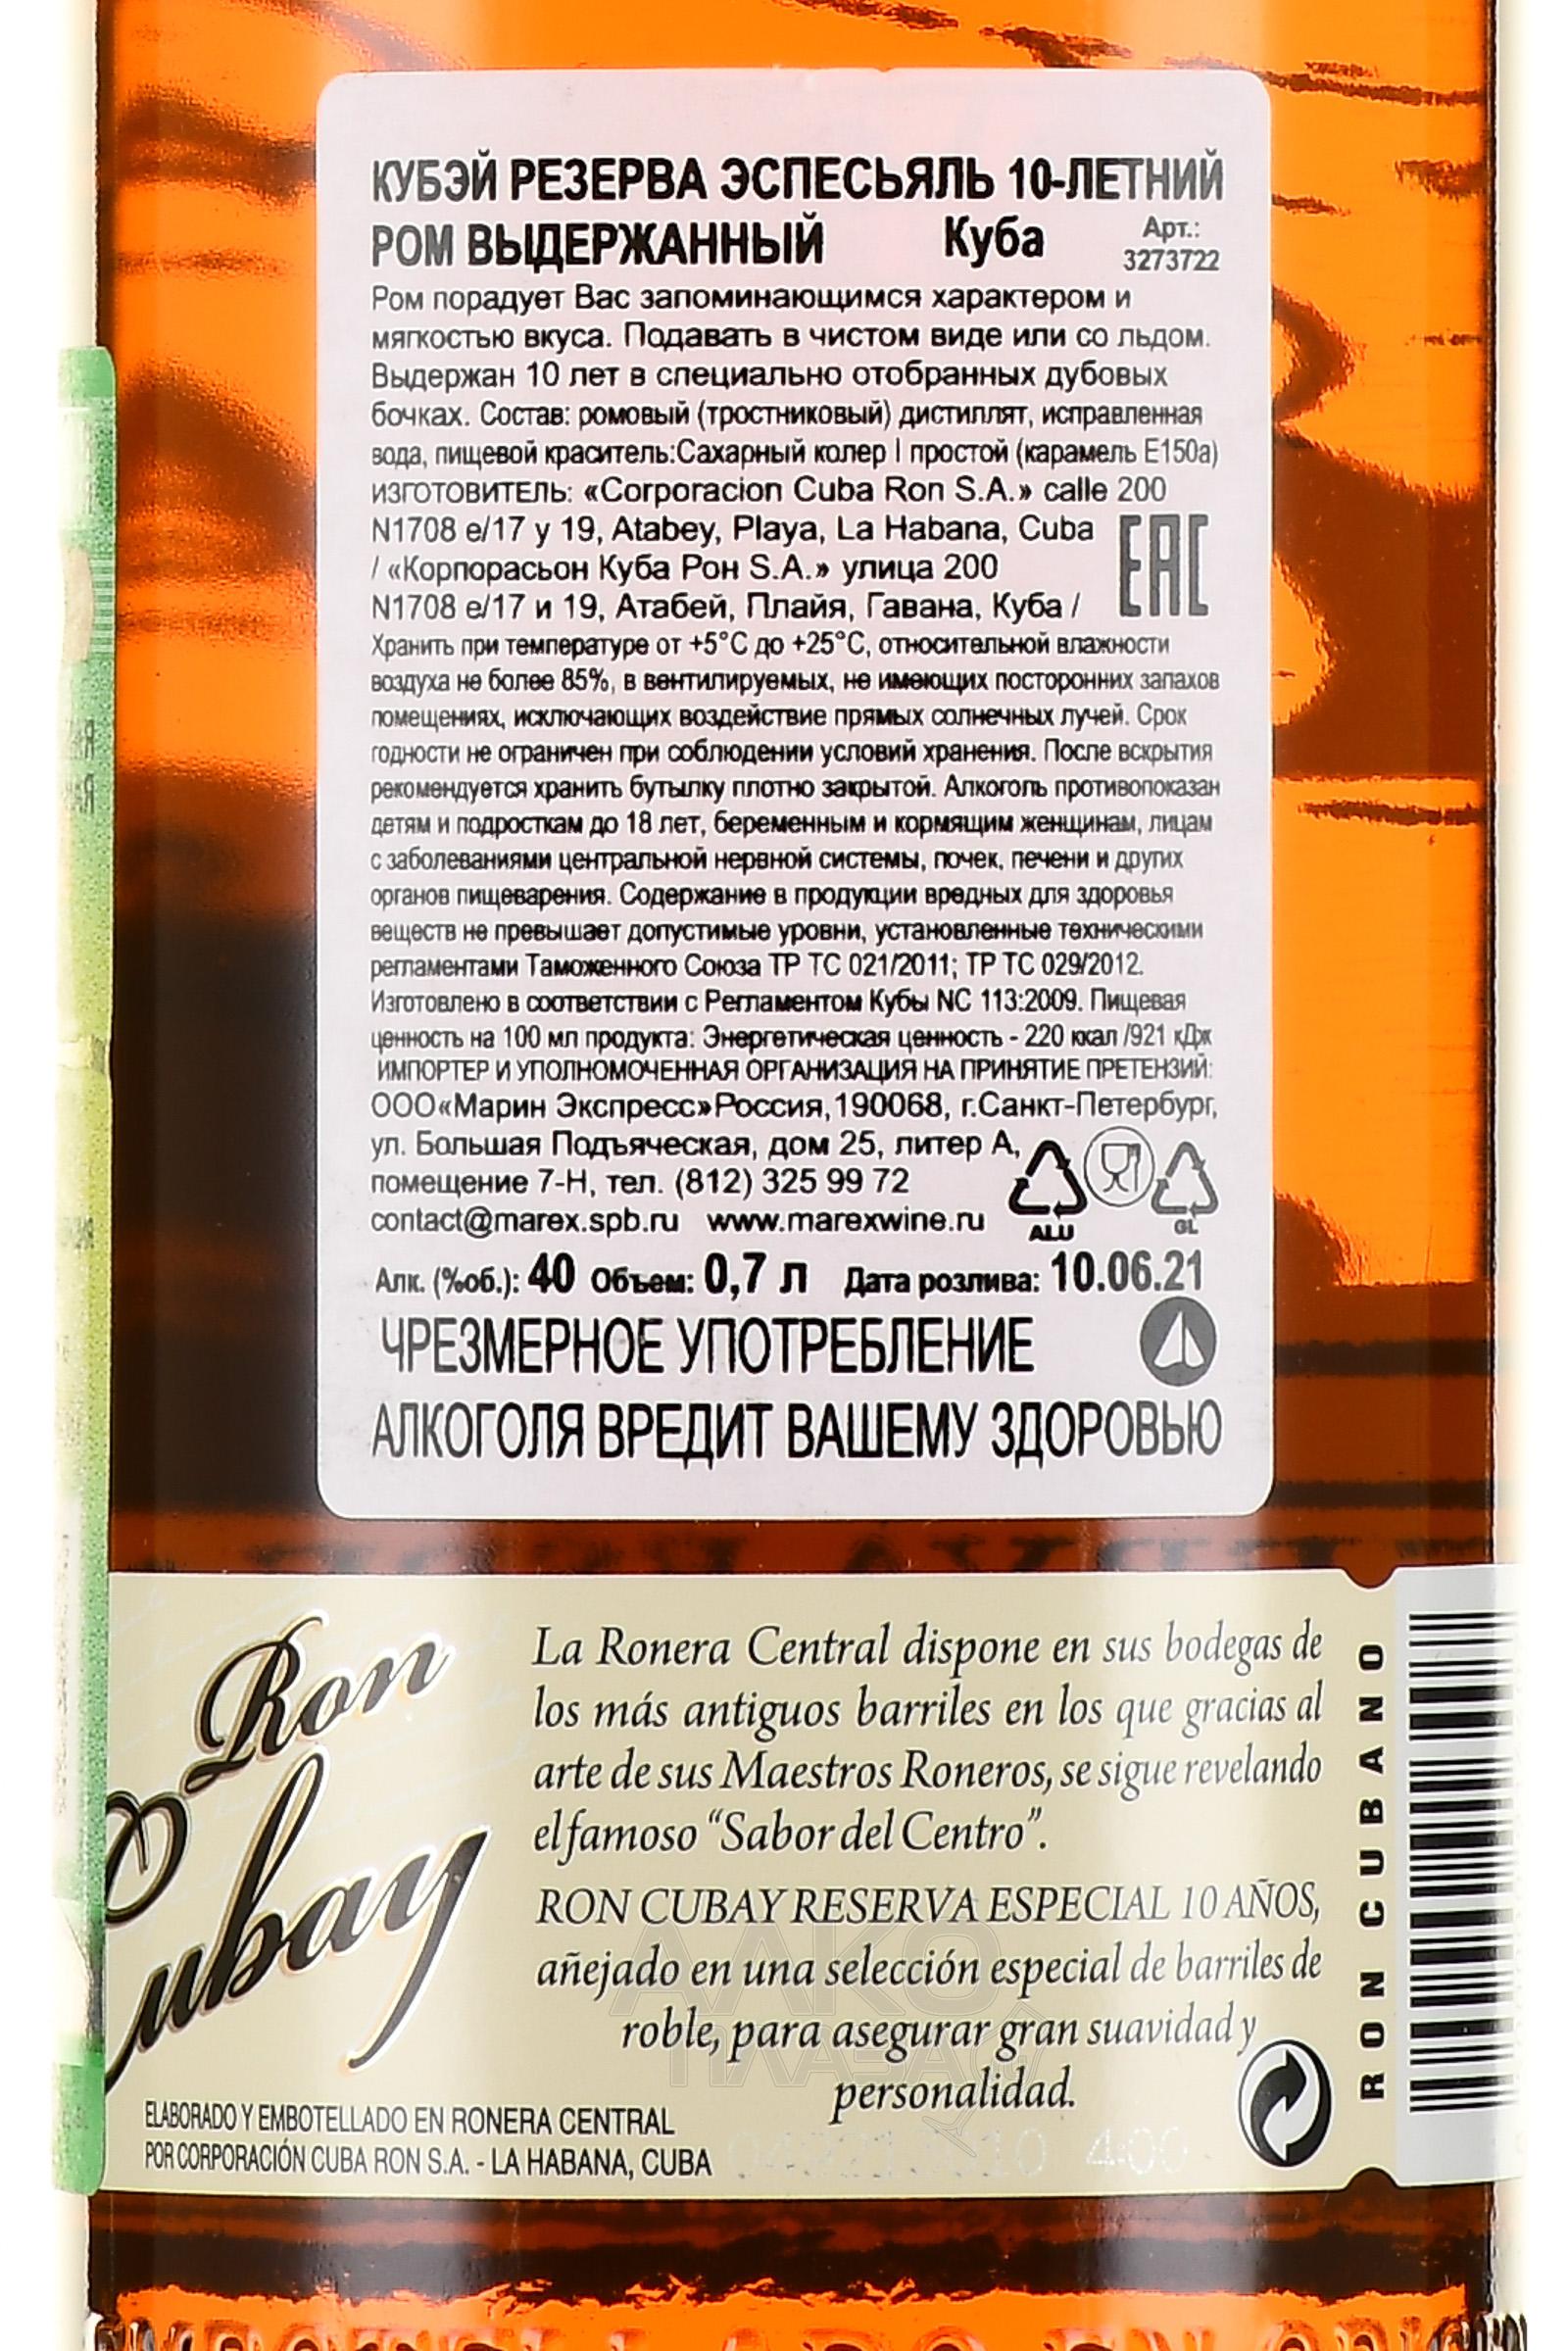 КУБЭЙ РЕЗЕРВА ЭСПЕСЬЯЛЬ 10-ЛЕТНИЙ
РОМ ВЫДЕРЖАННЫЙ Куба Арт.: 3273722
Ром порадует Вас запоминающимся характером и
мягкостью вкуса. Подавать в чистом виде или со льдом.
Выдержан 10 лет в специально отобранных дубовых
бочках. Состав: ромовый (тростниковый) дистиллят, исправленная
вода, пищевой краситель:Сахарный колер I простой (карамель Е150а)
ИЗГОТОВИТЕЛЬ: «Corporacion Cuba Ron S.A.» calle 200
N1708 e/17 y 19, Atabey, Playa, La Habana, Cuba
/ «Корпорасьон Куба Рон S.A.» улица 200
N1708 e/17 и 19, Атабей, Плайя, Гавана, Куба /
EAC
Хранить при температуре от +5°С до +25°С, относительной влажности
воздуха не более 85%, в вентилируемых, не имеющих посторонних запахов
помещениях, исключающих воздействие прямых солнечных лучей. Срок
годности не ограничен при соблюдении условий хранения. После вскрытия
рекомендуется хранить бутылку плотно закрытой. Алкоголь противопоказан
детям и подросткам до 18 лет, беременным и кормящим женщинам, лицам
с заболеваниями центральной нервной системы, почек, печени и других
органов пищеварения. Содержание в продукции вредных для здоровья
веществ не превышает допустимые уровни, установленные техническими
регламентами Таможенного Союза ТР ТС 021/2011; ТР ТС 029/2012.
Изготовлено в соответствии с Регламентом Кубы NC 113:2009. Пищевая
ценность на 100 мл продукта: Энергетическая ценность - 220 ккал /921 кДж
ИМПОРТЕР И УПОЛНОМОЧЕННАЯ ОРГАНИЗАЦИЯ НА ПРИНЯТИЕ ПРЕТЕНЗИЙ:
ООО«Марин Экспресс»Россия,190068, г.Санкт-Петербург,
ул. Большая Подъяческая, дом 25, литер А,
помещение 7-Н, тел. (812) 325 99 72
contact@marex.spb.ru www.marexwine.ru
ALU GL
Алк. (%об.): 40 Объем: 0,7 л Дата розлива: 10.06.21
ЧРЕЗМЕРНОЕ УПОТРЕБЛЕНИЕ
АЛКОГОЛЯ ВРЕДИТ ВАШЕМУ ЗДОРОВЬЮ
Ron
Cubay
La Ronera Central dispone en sus bodegas de
los más antiguos barriles en los que gracias al
arte de sus Maestros Roneros, se sigue revelando
el famoso “Sabor del Centro”.
RON CUBAY RESERVA ESPECIAL 10 AÑOS,
añejado en una selección especial de barriles de
roble, para asegurar gran suavidad y
personalidad.
ELABORADO Y EMBOTELLADO EN RONERA CENTRAL
POR CORPORACIÓN CUBA RON S.A. - LA HABANA, CUBA
RON CUBANO